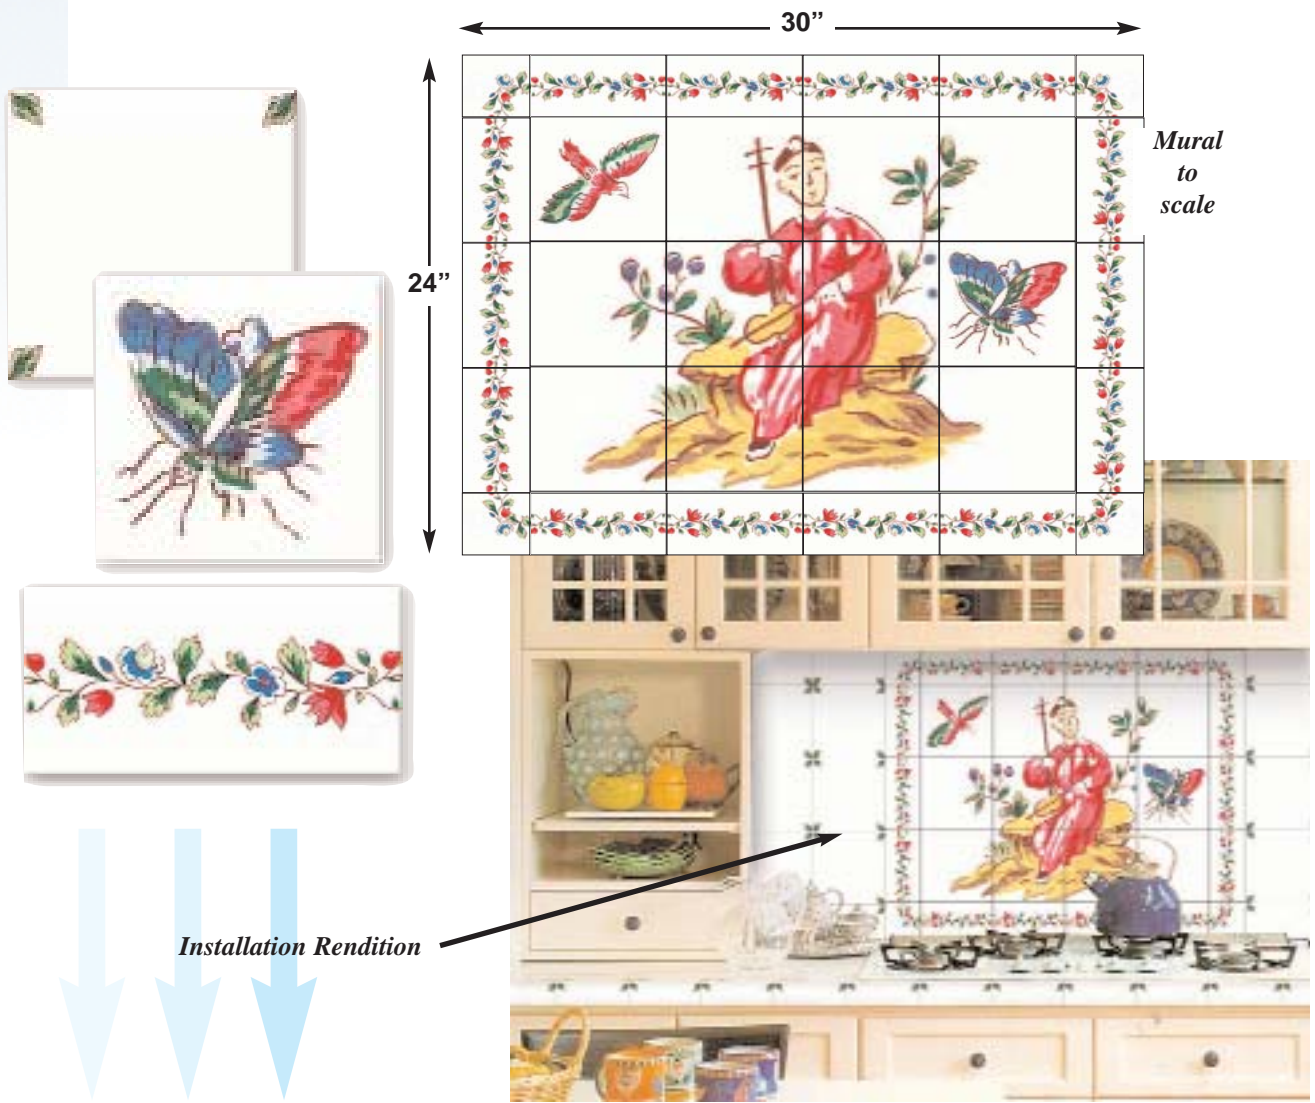 30”
24”
Mural
to
scale
Installation Rendition